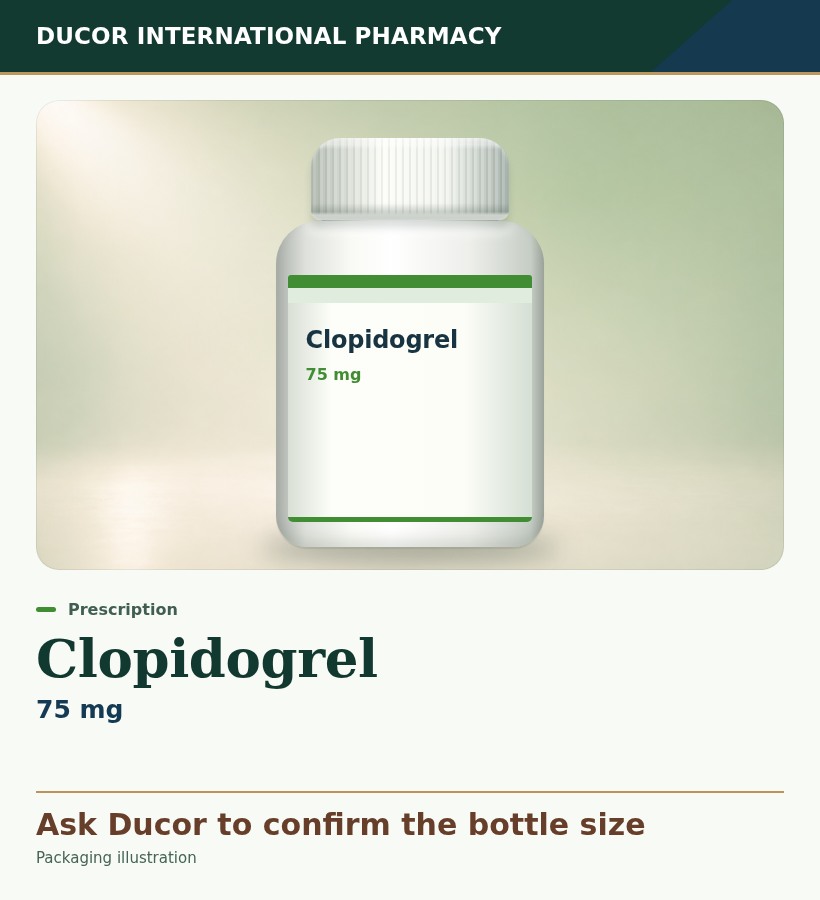 DUCOR INTERNATIONAL PHARMACY
Clopidogrel
75 mg
Prescription
Clopidogrel
75 mg
Ask Ducor to confirm the bottle size
Packaging illustration